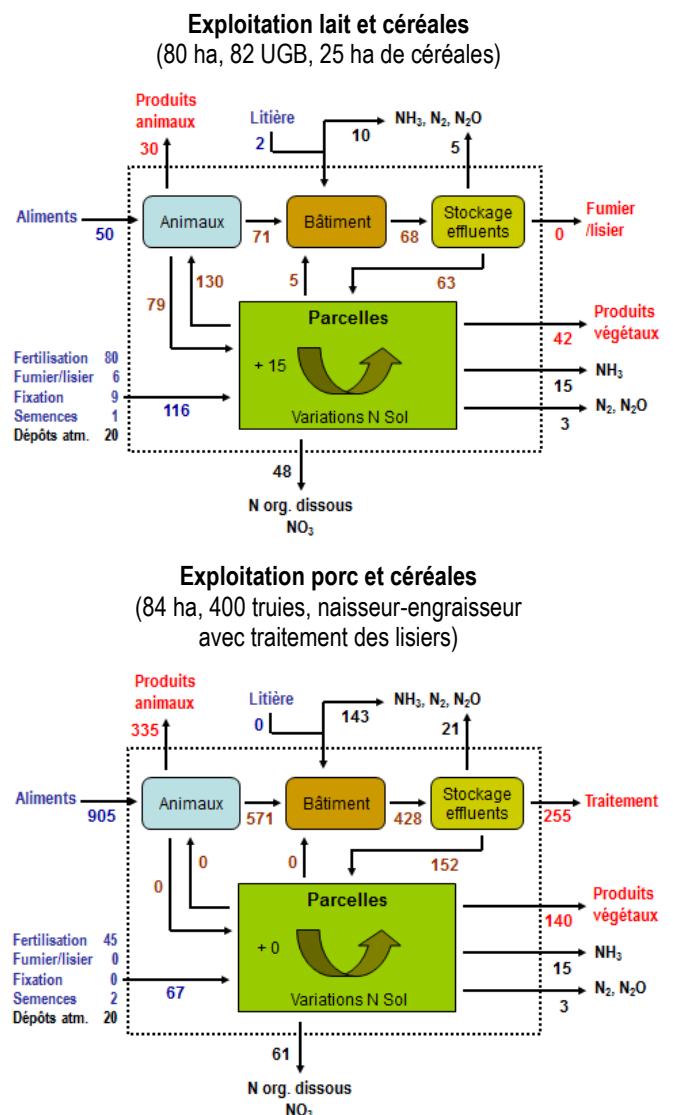 Exploitation lait et céréales
(80 ha, 82 UGB, 25 ha de céréales)
Produits
animaux
30
Litière
2
10
NH₃, N₂, N₂O
5
Aliments
50
Animaux
71
Bâtiment
68
Stockage
effluents
0
Fumier
/lisier
79
130
5
63
Parcelles
+ 15
Variations N Sol
Produits
végétaux
42
NH₃
15
N₂, N₂O
3
Fertilisation 80
Fumier/lisier 6
Fixation 9
Semences 1
Dépôts atm. 20
116
48
N org. dissous
NO₃
Exploitation porc et céréales
(84 ha, 400 truies, naisseur-engraisseur
avec traitement des lisiers)
Produits
animaux
335
Litière
0
143
NH₃, N₂, N₂O
21
Aliments
905
Animaux
571
Bâtiment
428
Stockage
effluents
255
Traitement
0
0
0
152
Parcelles
+ 0
Variations N Sol
Produits
végétaux
140
NH₃
15
N₂, N₂O
3
Fertilisation 45
Fumier/lisier 0
Fixation 0
Semences 2
Dépôts atm. 20
67
61
N org. dissous
NO₃